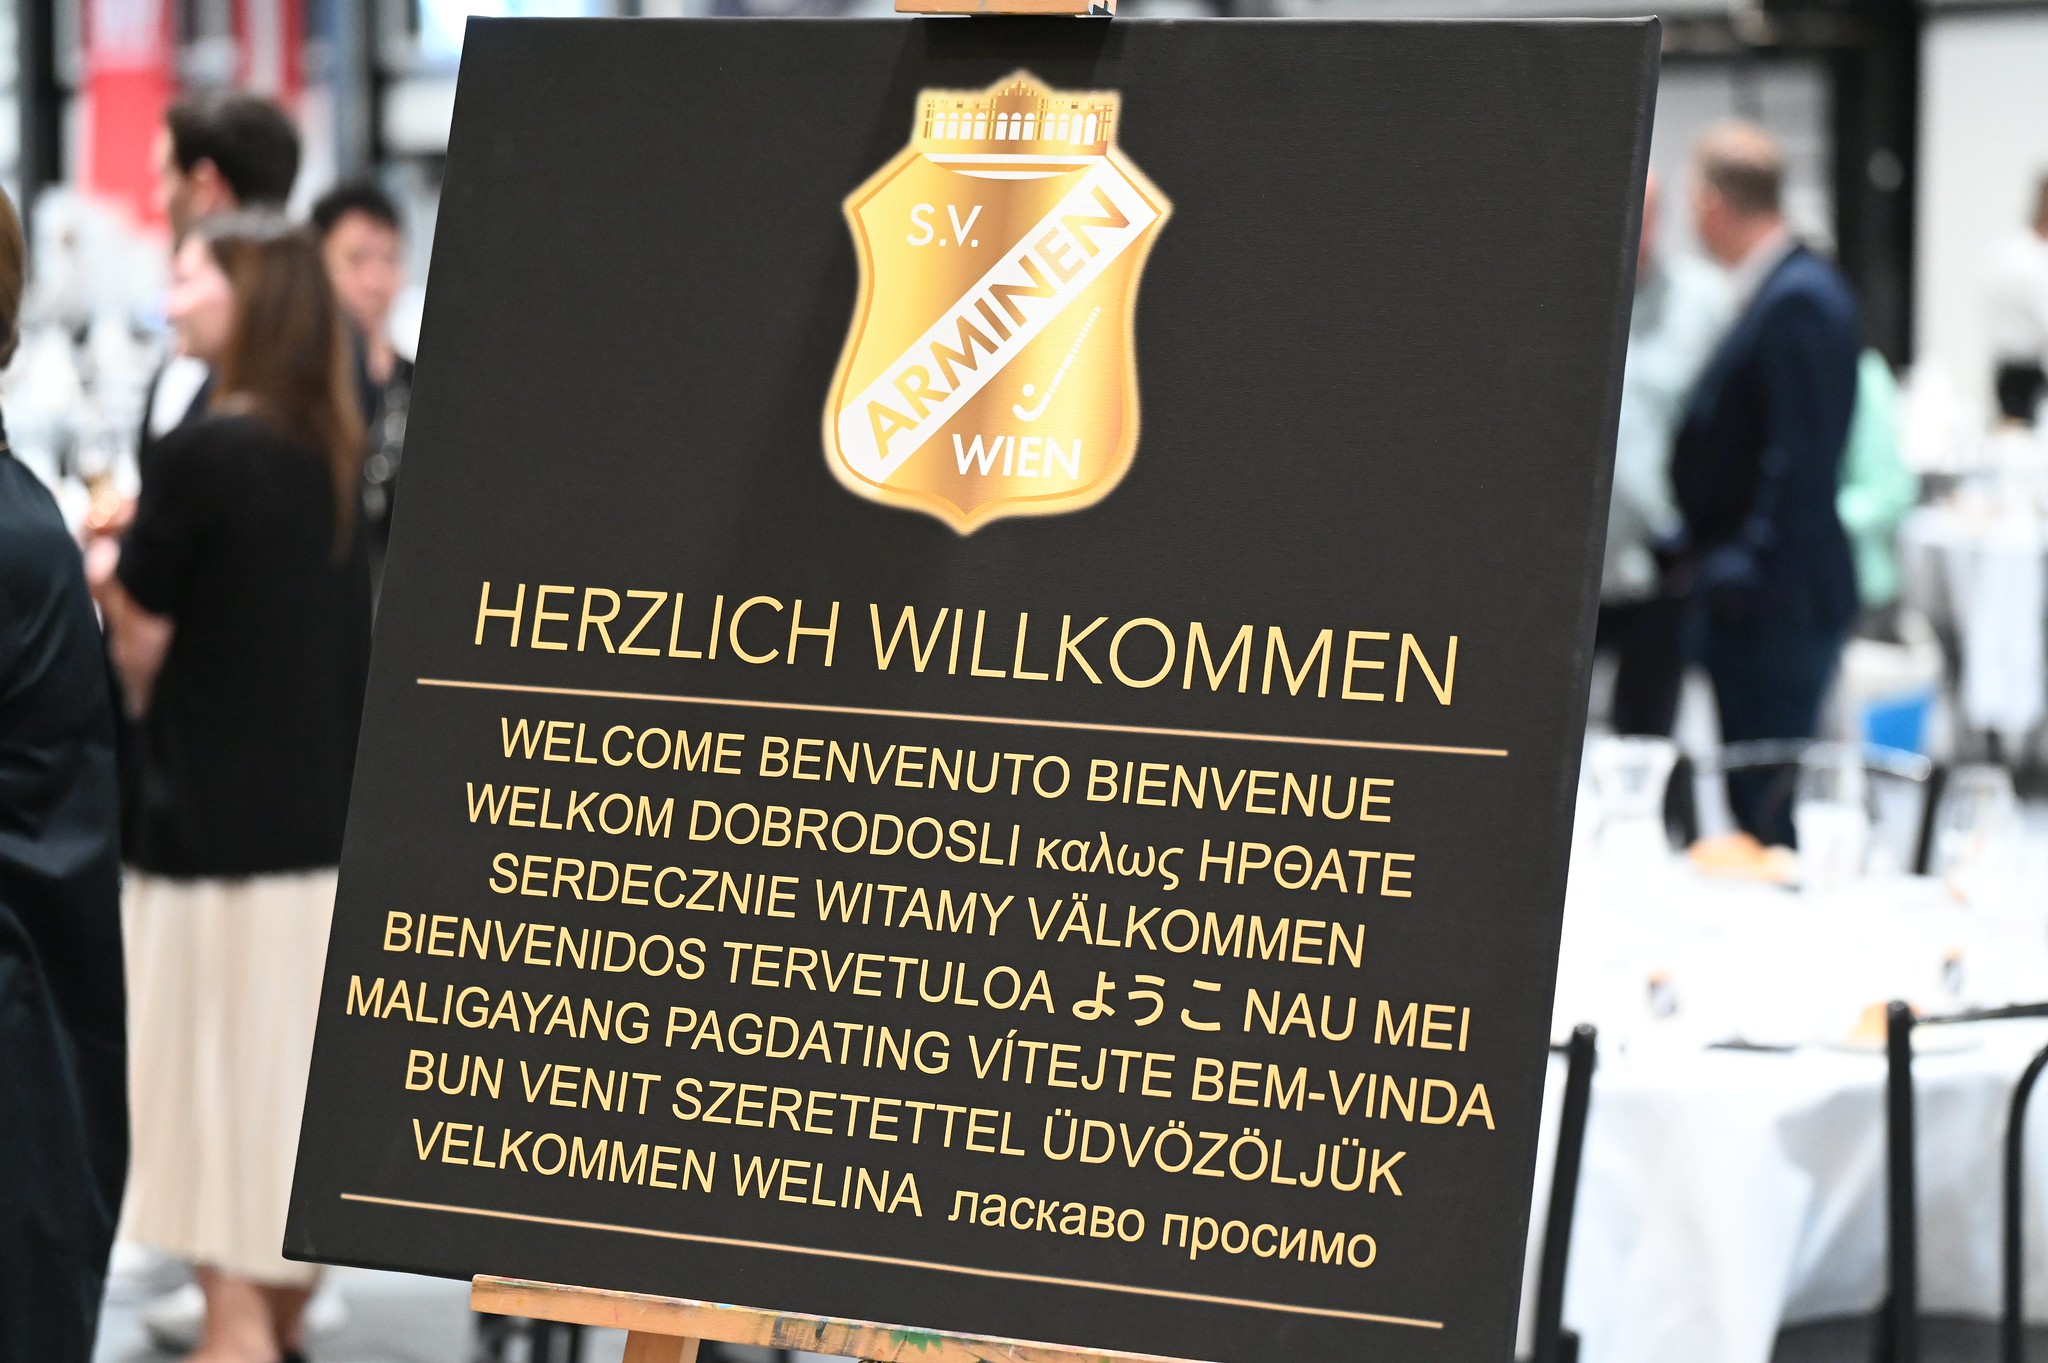 S.V.
ARMINEN
WIEN
HERZLICH WILLKOMMEN
WELCOME BENVENUTO BIENVENUE
WELKOM DOBRODOSLI καλως ΗΡΘΑΤΕ
SERDECZNIE WITAMY VÄLKOMMEN
BIENVENIDOS TERVETULOA ようこ NAU MEI
MALIGAYANG PAGDATING VÍTEJTE BEM-VINDA
BUN VENIT SZERETETTEL ÜDVÖZÖLJÜK
VELKOMMEN WELINA ласкаво просимо